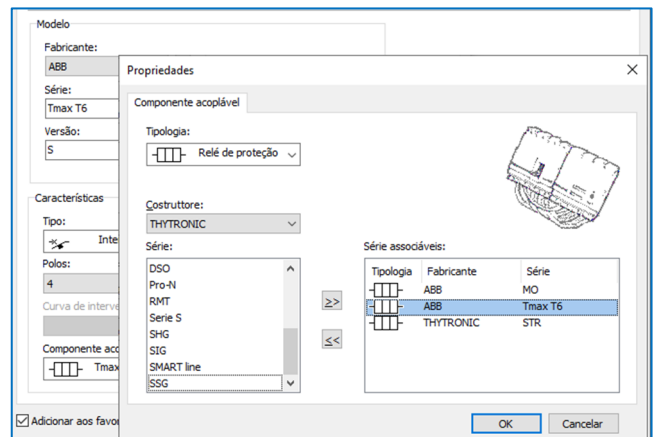 Modelo
Fabricante:
ABB
Série:
Tmax T6
Versão:
S
Características
Tipo:
Polos:
4
Curva de interve
Componente aco
Tmax
Adicionar aos favo
Propriedades
Componente acoplável
Tipologia:
Relé de proteção
Costruttore:
THYTRONIC
Série:
DSO
Pro-N
RMT
Serie S
SHG
SIG
SMART line
SSG
>>
<<
Série associáveis:
Tipologia Fabricante Série
ABB MO
ABB Tmax T6
THYTRONIC STR
OK Cancelar